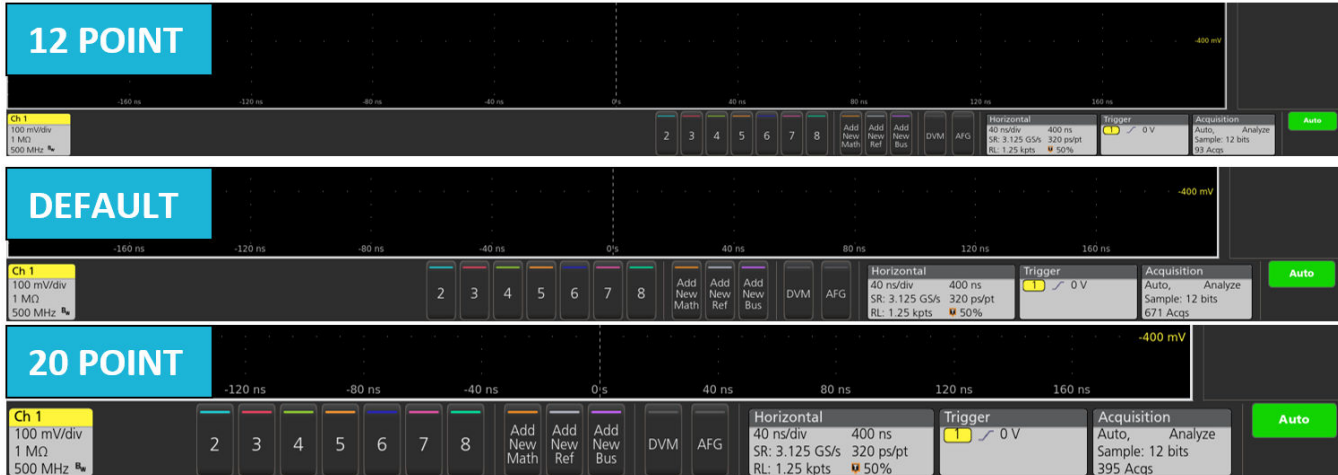 12 POINT
-400 mV
-160 ns -120 ns -80 ns -40 ns 0 s 40 ns 80 ns 120 ns 160 ns
Ch 1
100 mV/div
1 MΩ
500 MHz Bw
2 3 4 5 6 7 8
Add
New
Math
Add
New
Ref
Add
New
Bus
DVM
AFG
Horizontal
40 ns/div 400 ns
SR: 3.125 GS/s 320 ps/pt
RL: 1.25 kpts 50%
Trigger
1 0 V
Acquisition
Auto, Analyze
Sample: 12 bits
93 Acqs
Auto
DEFAULT
-400 mV
-160 ns -120 ns -80 ns -40 ns 0 s 40 ns 80 ns 120 ns 160 ns
Ch 1
100 mV/div
1 MΩ
500 MHz Bw
2 3 4 5 6 7 8
Add
New
Math
Add
New
Ref
Add
New
Bus
DVM
AFG
Horizontal
40 ns/div 400 ns
SR: 3.125 GS/s 320 ps/pt
RL: 1.25 kpts 50%
Trigger
1 0 V
Acquisition
Auto, Analyze
Sample: 12 bits
671 Acqs
Auto
20 POINT
-400 mV
-120 ns -80 ns -40 ns 0 s 40 ns 80 ns 120 ns 160 ns
Ch 1
100 mV/div
1 MΩ
500 MHz Bw
2 3 4 5 6 7 8
Add
New
Math
Add
New
Ref
Add
New
Bus
DVM
AFG
Horizontal
40 ns/div 400 ns
SR: 3.125 GS/s 320 ps/pt
RL: 1.25 kpts 50%
Trigger
1 0 V
Acquisition
Auto, Analyze
Sample: 12 bits
395 Acqs
Auto